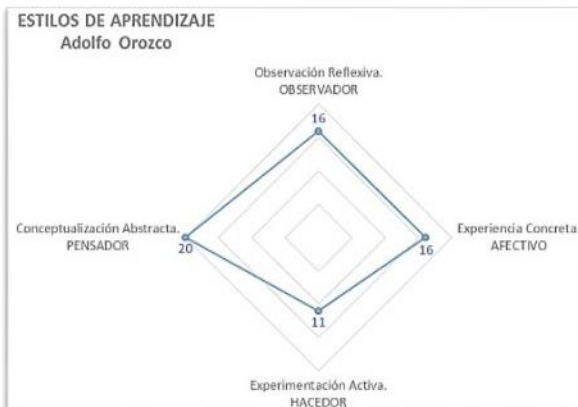 ESTILOS DE APRENDIZAJE
Adolfo Orozco
Observación Reflexiva.
OBSERVADOR
16
Conceptualización Abstracta.
PENSADOR
20
Experiencia Concreta.
AFECTIVO
16
11
Experimentación Activa.
HACEDOR